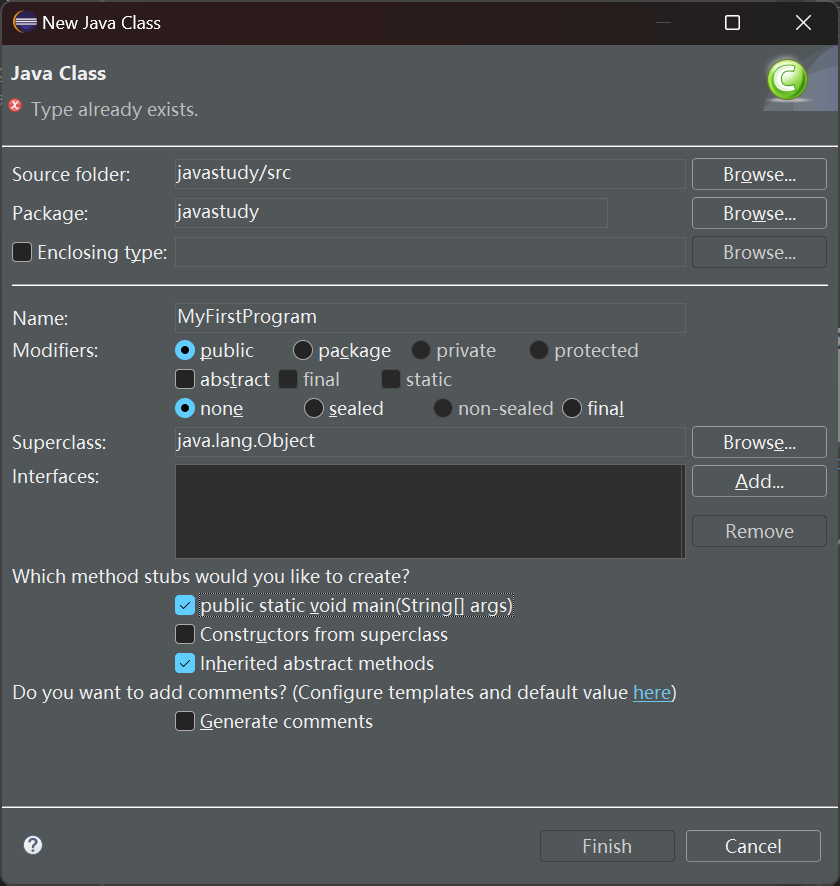 New Java Class
Java Class
Type already exists.
Source folder: javastudy/src Browse...
Package: javastudy Browse...
Enclosing type: Browse...
Name: MyFirstProgram
Modifiers: public package private protected
abstract final static
none sealed non-sealed final
Superclass: java.lang.Object Browse...
Interfaces: Add...
Remove
Which method stubs would you like to create?
public static void main(String[] args)
Constructors from superclass
Inherited abstract methods
Do you want to add comments? (Configure templates and default value here)
Generate comments
? Finish Cancel